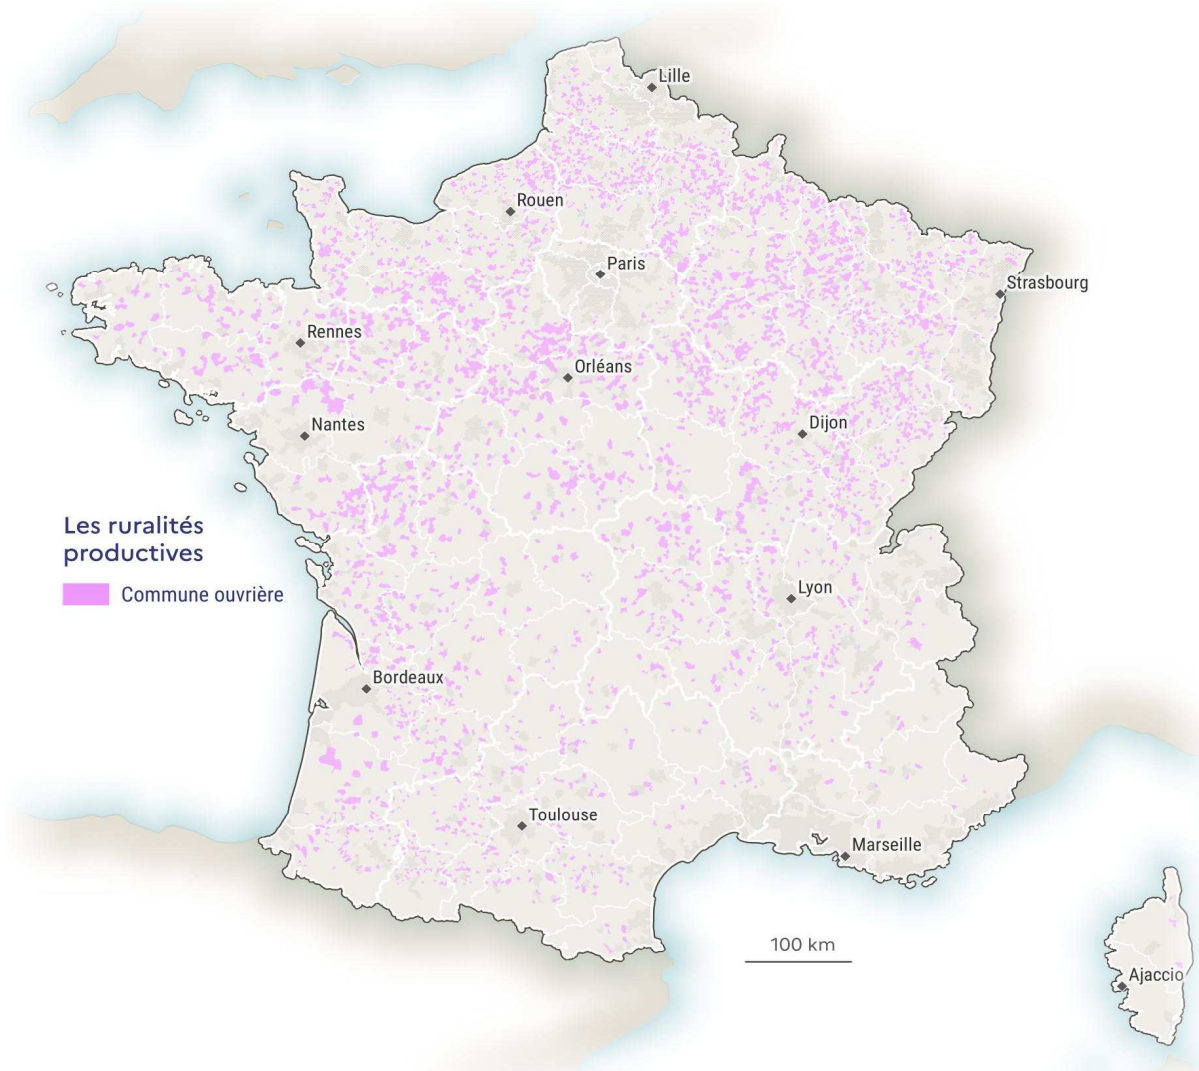 Lille
Rouen
Paris
Strasbourg
Rennes
Orléans
Nantes
Dijon
Les ruralités
productives
Commune ouvrière
Lyon
Bordeaux
Toulouse
Marseille
100 km
Ajaccio